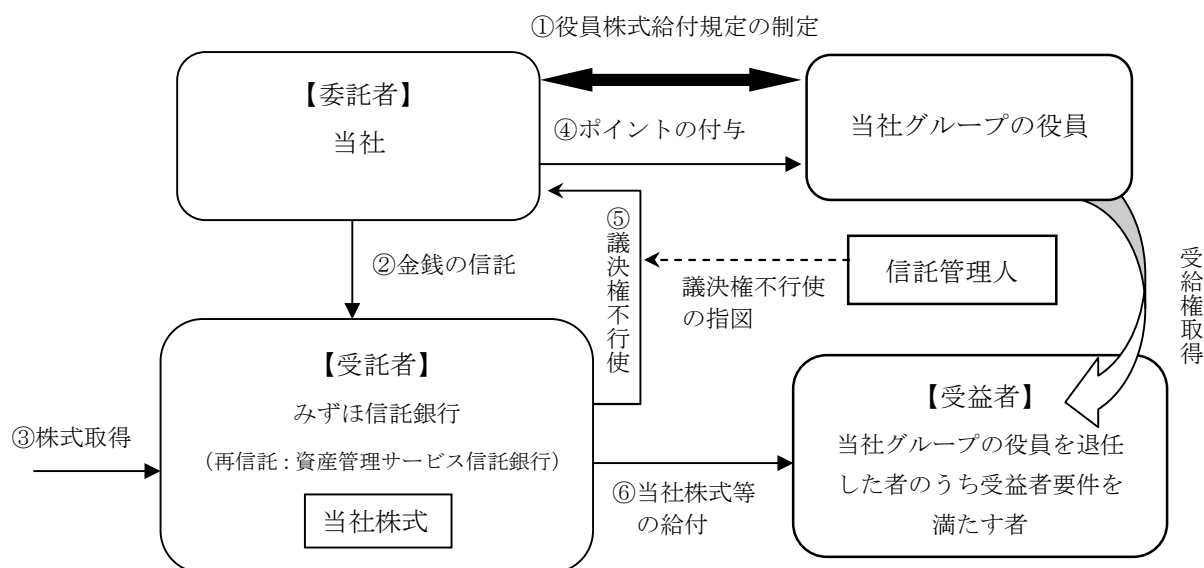 ①役員株式給付規定の制定
【委託者】
当社
④ポイントの付与
当社グループの役員
②金銭の信託
⑤議決権不行使
議決権不行使
の指図
信託管理人
受給権取得
【受託者】
みずほ信託銀行
（再信託：資産管理サービス信託銀行）
当社株式
③株式取得
⑥当社株式等
の給付
【受益者】
当社グループの役員を退任
した者のうち受益者要件を
満たす者